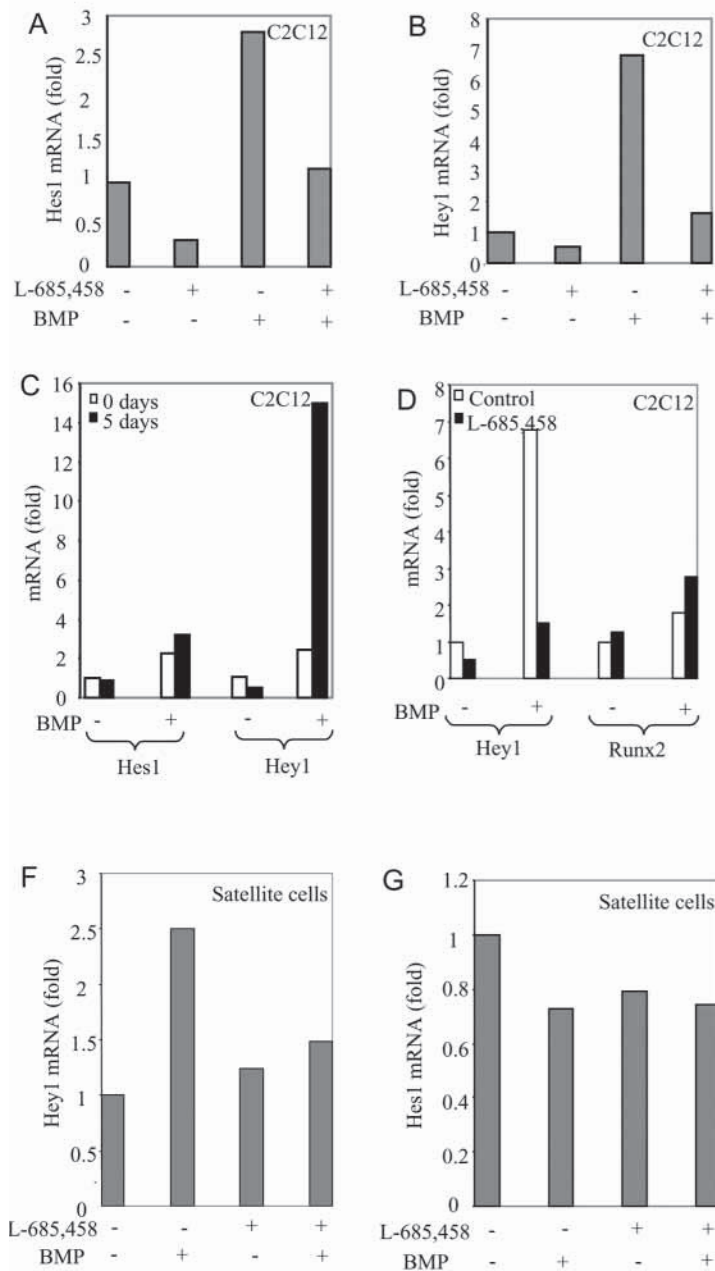 A
C2C12
Hes1 mRNA (fold)
3
2.5
2
1.5
1
0.5
0
L-685,458 - + - +
BMP - - + +
B
C2C12
Hey1 mRNA (fold)
8
7
6
5
4
3
2
1
0
L-685,458 - + - +
BMP - - + +
C
0 days
5 days
C2C12
mRNA (fold)
16
14
12
10
8
6
4
2
0
BMP - + - +
Hes1 Hey1
D
Control
L-685,458
C2C12
mRNA (fold)
8
7
6
5
4
3
2
1
0
BMP - + - +
Hey1 Runx2
F
Satellite cells
Hey1 mRNA (fold)
3
2.5
2
1.5
1
0.5
0
L-685,458 - - + +
BMP - + - +
G
Satellite cells
Hes1 mRNA (fold)
1.2
1
0.8
0.6
0.4
0.2
0
L-685,458 - - + +
BMP - + - +